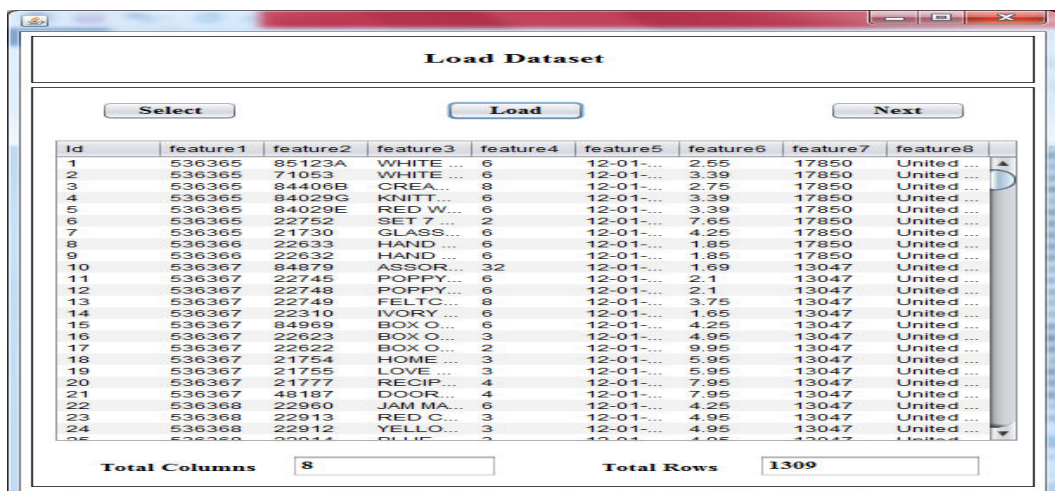 Load Dataset
Select Load Next
Id feature1 feature2 feature3 feature4 feature5 feature6 feature7 feature8
1 536365 85123A WHITE ... 6 12-01-... 2.55 17850 United ...
2 536365 71053 WHITE ... 6 12-01-... 3.39 17850 United ...
3 536365 84406B CREA... 8 12-01-... 2.75 17850 United ...
4 536365 84029G KNITT... 6 12-01-... 3.39 17850 United ...
5 536365 84029E RED W... 6 12-01-... 3.39 17850 United ...
6 536365 22752 SET 7 ... 2 12-01-... 7.65 17850 United ...
7 536365 21730 GLASS... 6 12-01-... 4.25 17850 United ...
8 536366 22633 HAND ... 6 12-01-... 1.85 17850 United ...
9 536366 22632 HAND ... 6 12-01-... 1.85 17850 United ...
10 536367 84879 ASSOR... 32 12-01-... 1.69 13047 United ...
11 536367 22745 POPPY... 6 12-01-... 2.1 13047 United ...
12 536367 22748 POPPY... 6 12-01-... 2.1 13047 United ...
13 536367 22749 FELTC... 8 12-01-... 3.75 13047 United ...
14 536367 22310 IVORY ... 6 12-01-... 1.65 13047 United ...
15 536367 84969 BOX O... 6 12-01-... 4.25 13047 United ...
16 536367 22623 BOX O... 3 12-01-... 4.95 13047 United ...
17 536367 22622 BOX O... 2 12-01-... 9.95 13047 United ...
18 536367 21754 HOME ... 3 12-01-... 5.95 13047 United ...
19 536367 21755 LOVE ... 3 12-01-... 5.95 13047 United ...
20 536367 21777 RECIP... 4 12-01-... 7.95 13047 United ...
21 536367 48187 DOOR... 4 12-01-... 7.95 13047 United ...
22 536368 22960 JAM MA... 6 12-01-... 4.25 13047 United ...
23 536368 22913 RED C... 3 12-01-... 4.95 13047 United ...
24 536368 22912 YELLO... 3 12-01-... 4.95 13047 United ...
Total Columns 8 Total Rows 1309